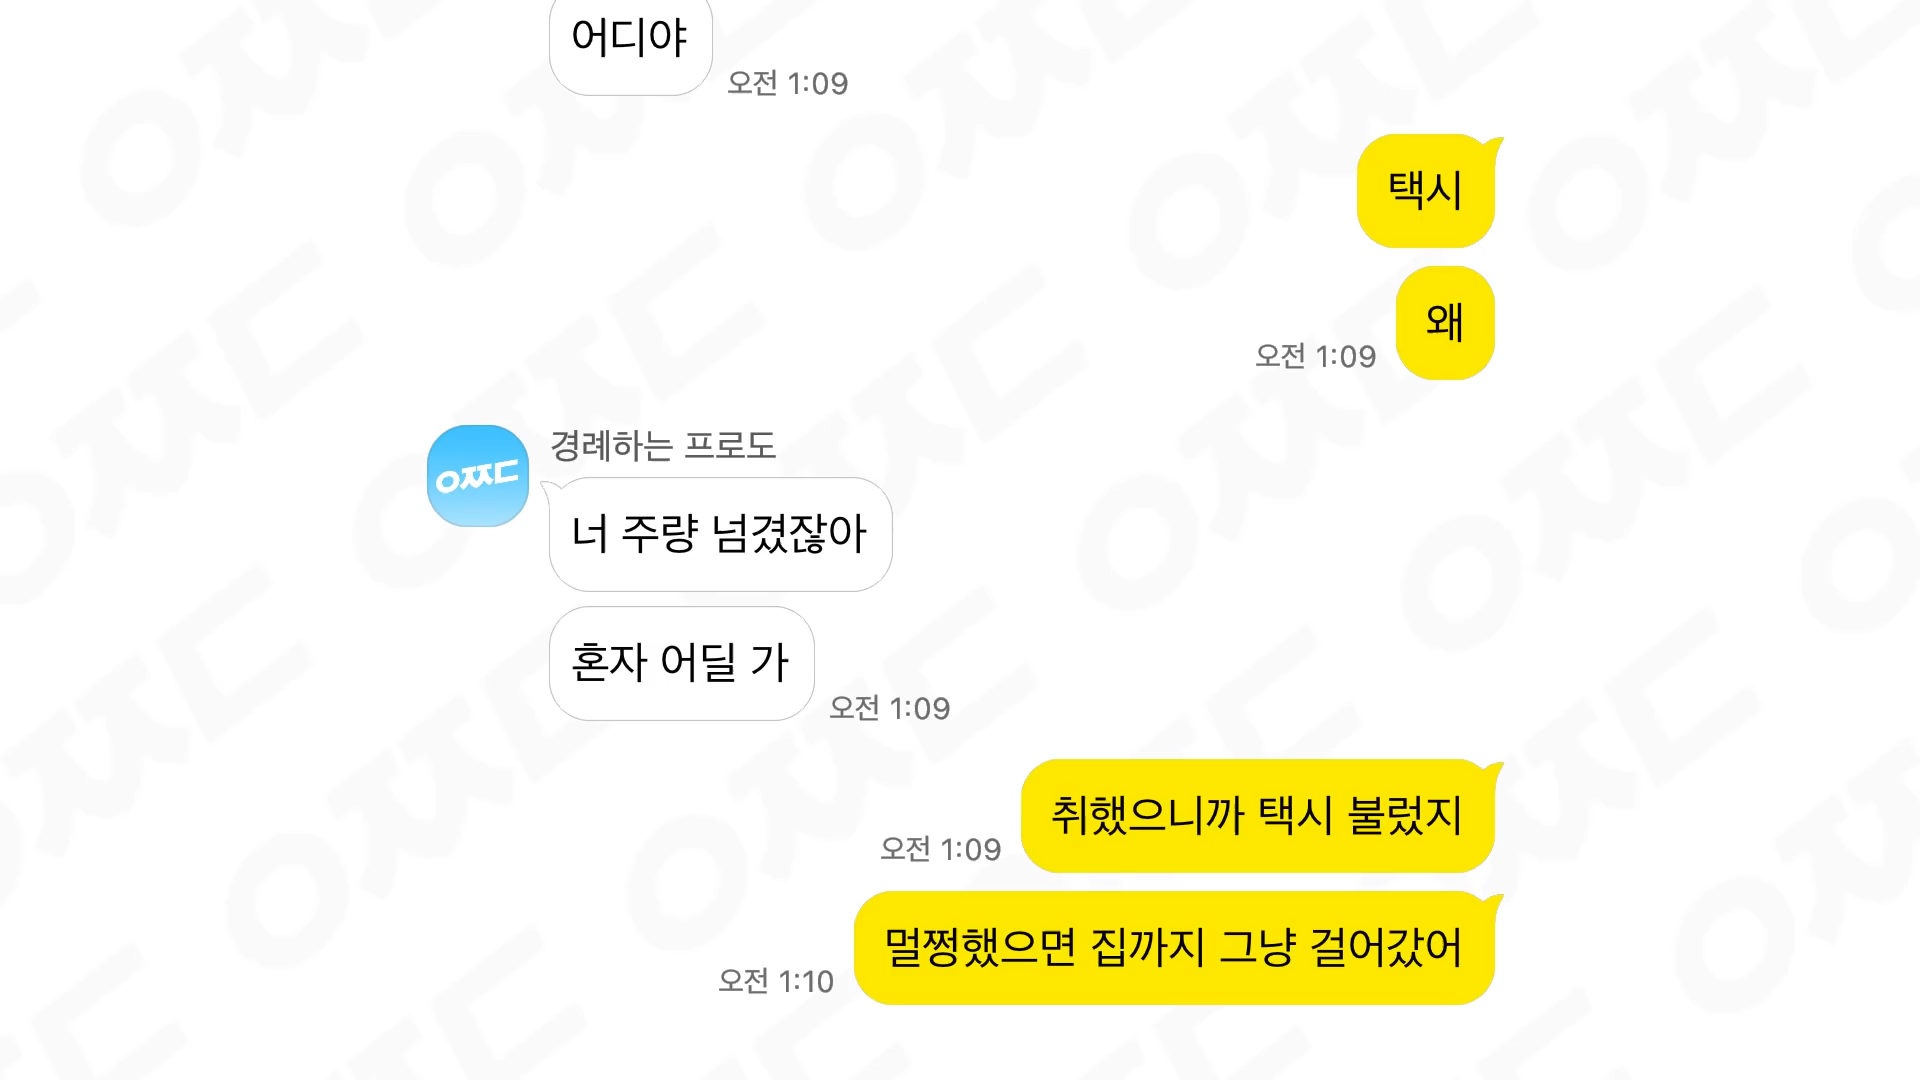 어디야
오전 1:09
택시
왜
오전 1:09
어쩌다
경례하는 프로도
너 주량 넘겼잖아
혼자 어딜 가
오전 1:09
취했으니까 택시 불렀지
오전 1:09
멀쩡했으면 집까지 그냥 걸어갔어
오전 1:10